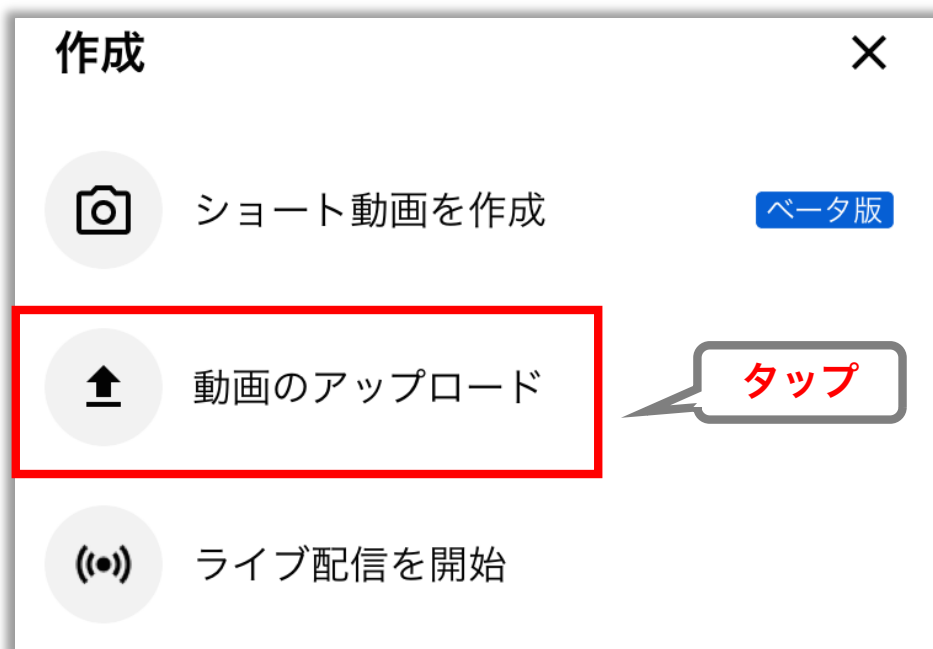 作成
ショート動画を作成 ベータ版
動画のアップロード
タップ
ライブ配信を開始